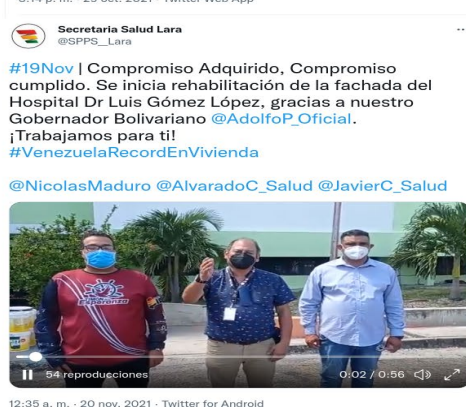 Secretaria Salud Lara
@SPPS_Lara
#19Nov | Compromiso Adquirido, Compromiso
cumplido. Se inicia rehabilitación de la fachada del
Hospital Dr Luis Gómez López, gracias a nuestro
Gobernador Bolivariano @AdolfoP_Oficial.
¡Trabajamos para ti!
#VenezuelaRecordEnVivienda
@NicolasMaduro @AlvaradoC_Salud @JavierC_Salud
Esperanza
54 reproducciones
0:02 / 0:56
12:35 a. m. · 20 nov. 2021 · Twitter for Android